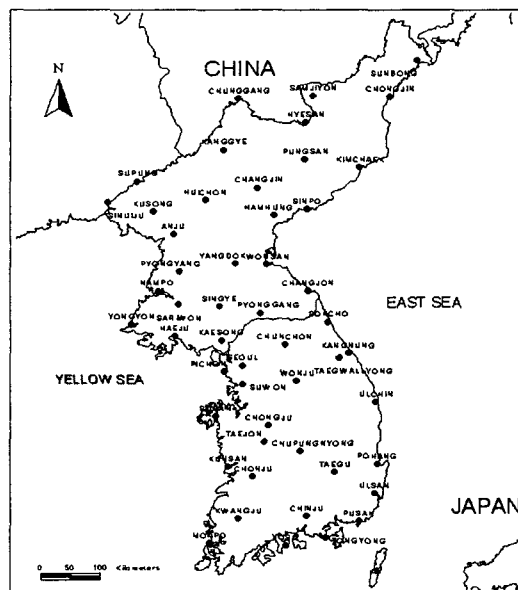 N
CHINA
SUNBONG
CHUNGGANG
SAMJIYON
CHONGJIN
HYESAN
KANGGYE
PUNGSAN
KIMCHAEK
SUPUNG
CHANGJIN
HUICHON
KUSONG
HAMHUNG
SINPO
SINUIJU
ANJU
YANGDOK
WONSAN
PYONGYANG
NAMPO
CHANGJON
EAST SEA
SINGYE
PYONGGANG
YONGYON
SARIWON
SOKCHO
HAEJU
KAESONG
CHUNCHON
KANGNUNG
SEOUL
TAEGWALLYONG
YELLOW SEA
WONJU
SUWON
ULCHIN
CHONGJU
TAEJON
CHUPUNGNYONG
KUNSAN
POHANG
CHONJU
TAEGU
ULSAN
JAPAN
KWANGJU
CHINJU
PUSAN
MOKPO
0 50 100 Kilometers